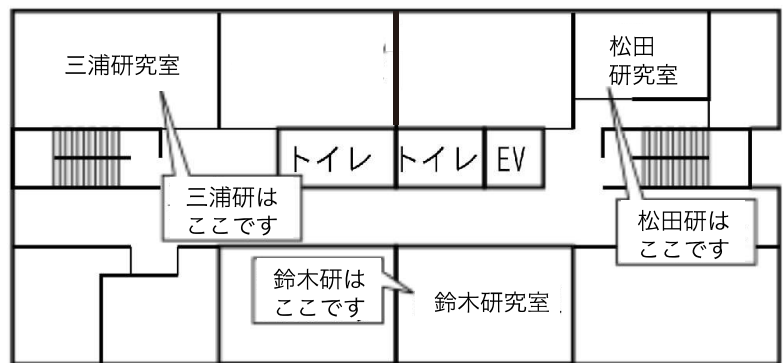 三浦研究室
松田
研究室
トイレ
トイレ
EV
三浦研は
ここです
松田研は
ここです
鈴木研は
ここです
鈴木研究室